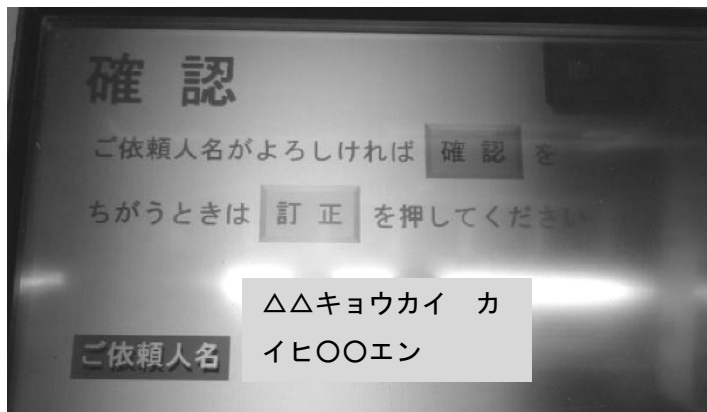 確認
ご依頼人名がよろしければ 確認 を
ちがうときは 訂正 を押してください
△△キョウカイ　カ
イヒ〇〇エン
ご依頼人名